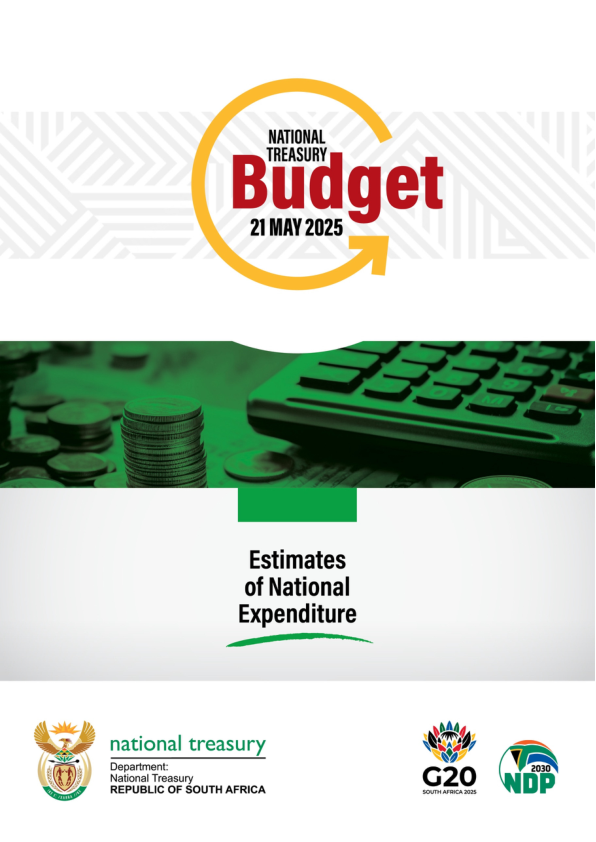 NATIONAL
TREASURY
Budget
21 MAY 2025
Estimates
of National
Expenditure
national treasury
Department:
National Treasury
REPUBLIC OF SOUTH AFRICA
G20
SOUTH AFRICA 2025
2030
NDP